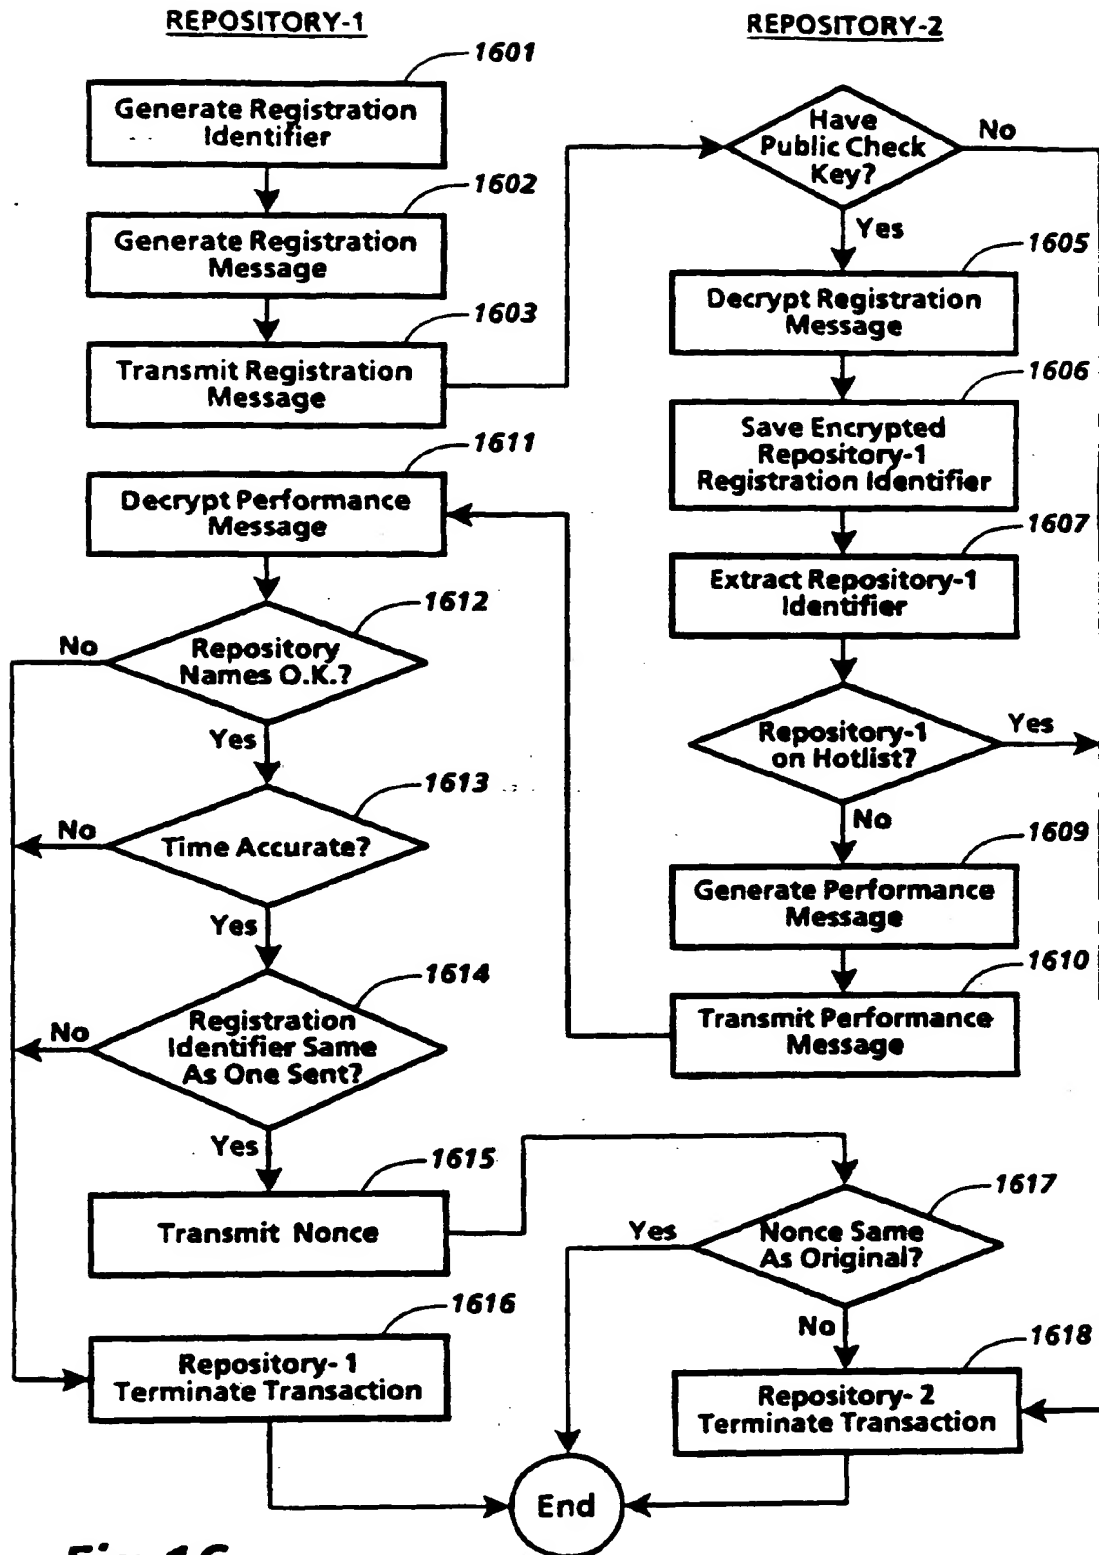 REPOSITORY-1
REPOSITORY-2
1601
Generate Registration
Identifier
1602
Generate Registration
Message
1603
Transmit Registration
Message
Have
Public Check
Key?
No
Yes
1605
Decrypt Registration
Message
1606
Save Encrypted
Repository-1
Registration Identifier
1607
Extract Repository-1
Identifier
Repository-1
on Hotlist?
Yes
No
1609
Generate Performance
Message
1610
Transmit Performance
Message
1611
Decrypt Performance
Message
1612
Repository
Names O.K.?
No
Yes
1613
Time Accurate?
No
Yes
1614
Registration
Identifier Same
As One Sent?
No
Yes
1615
Transmit Nonce
1616
Repository- 1
Terminate Transaction
1617
Nonce Same
As Original?
Yes
No
1618
Repository- 2
Terminate Transaction
End